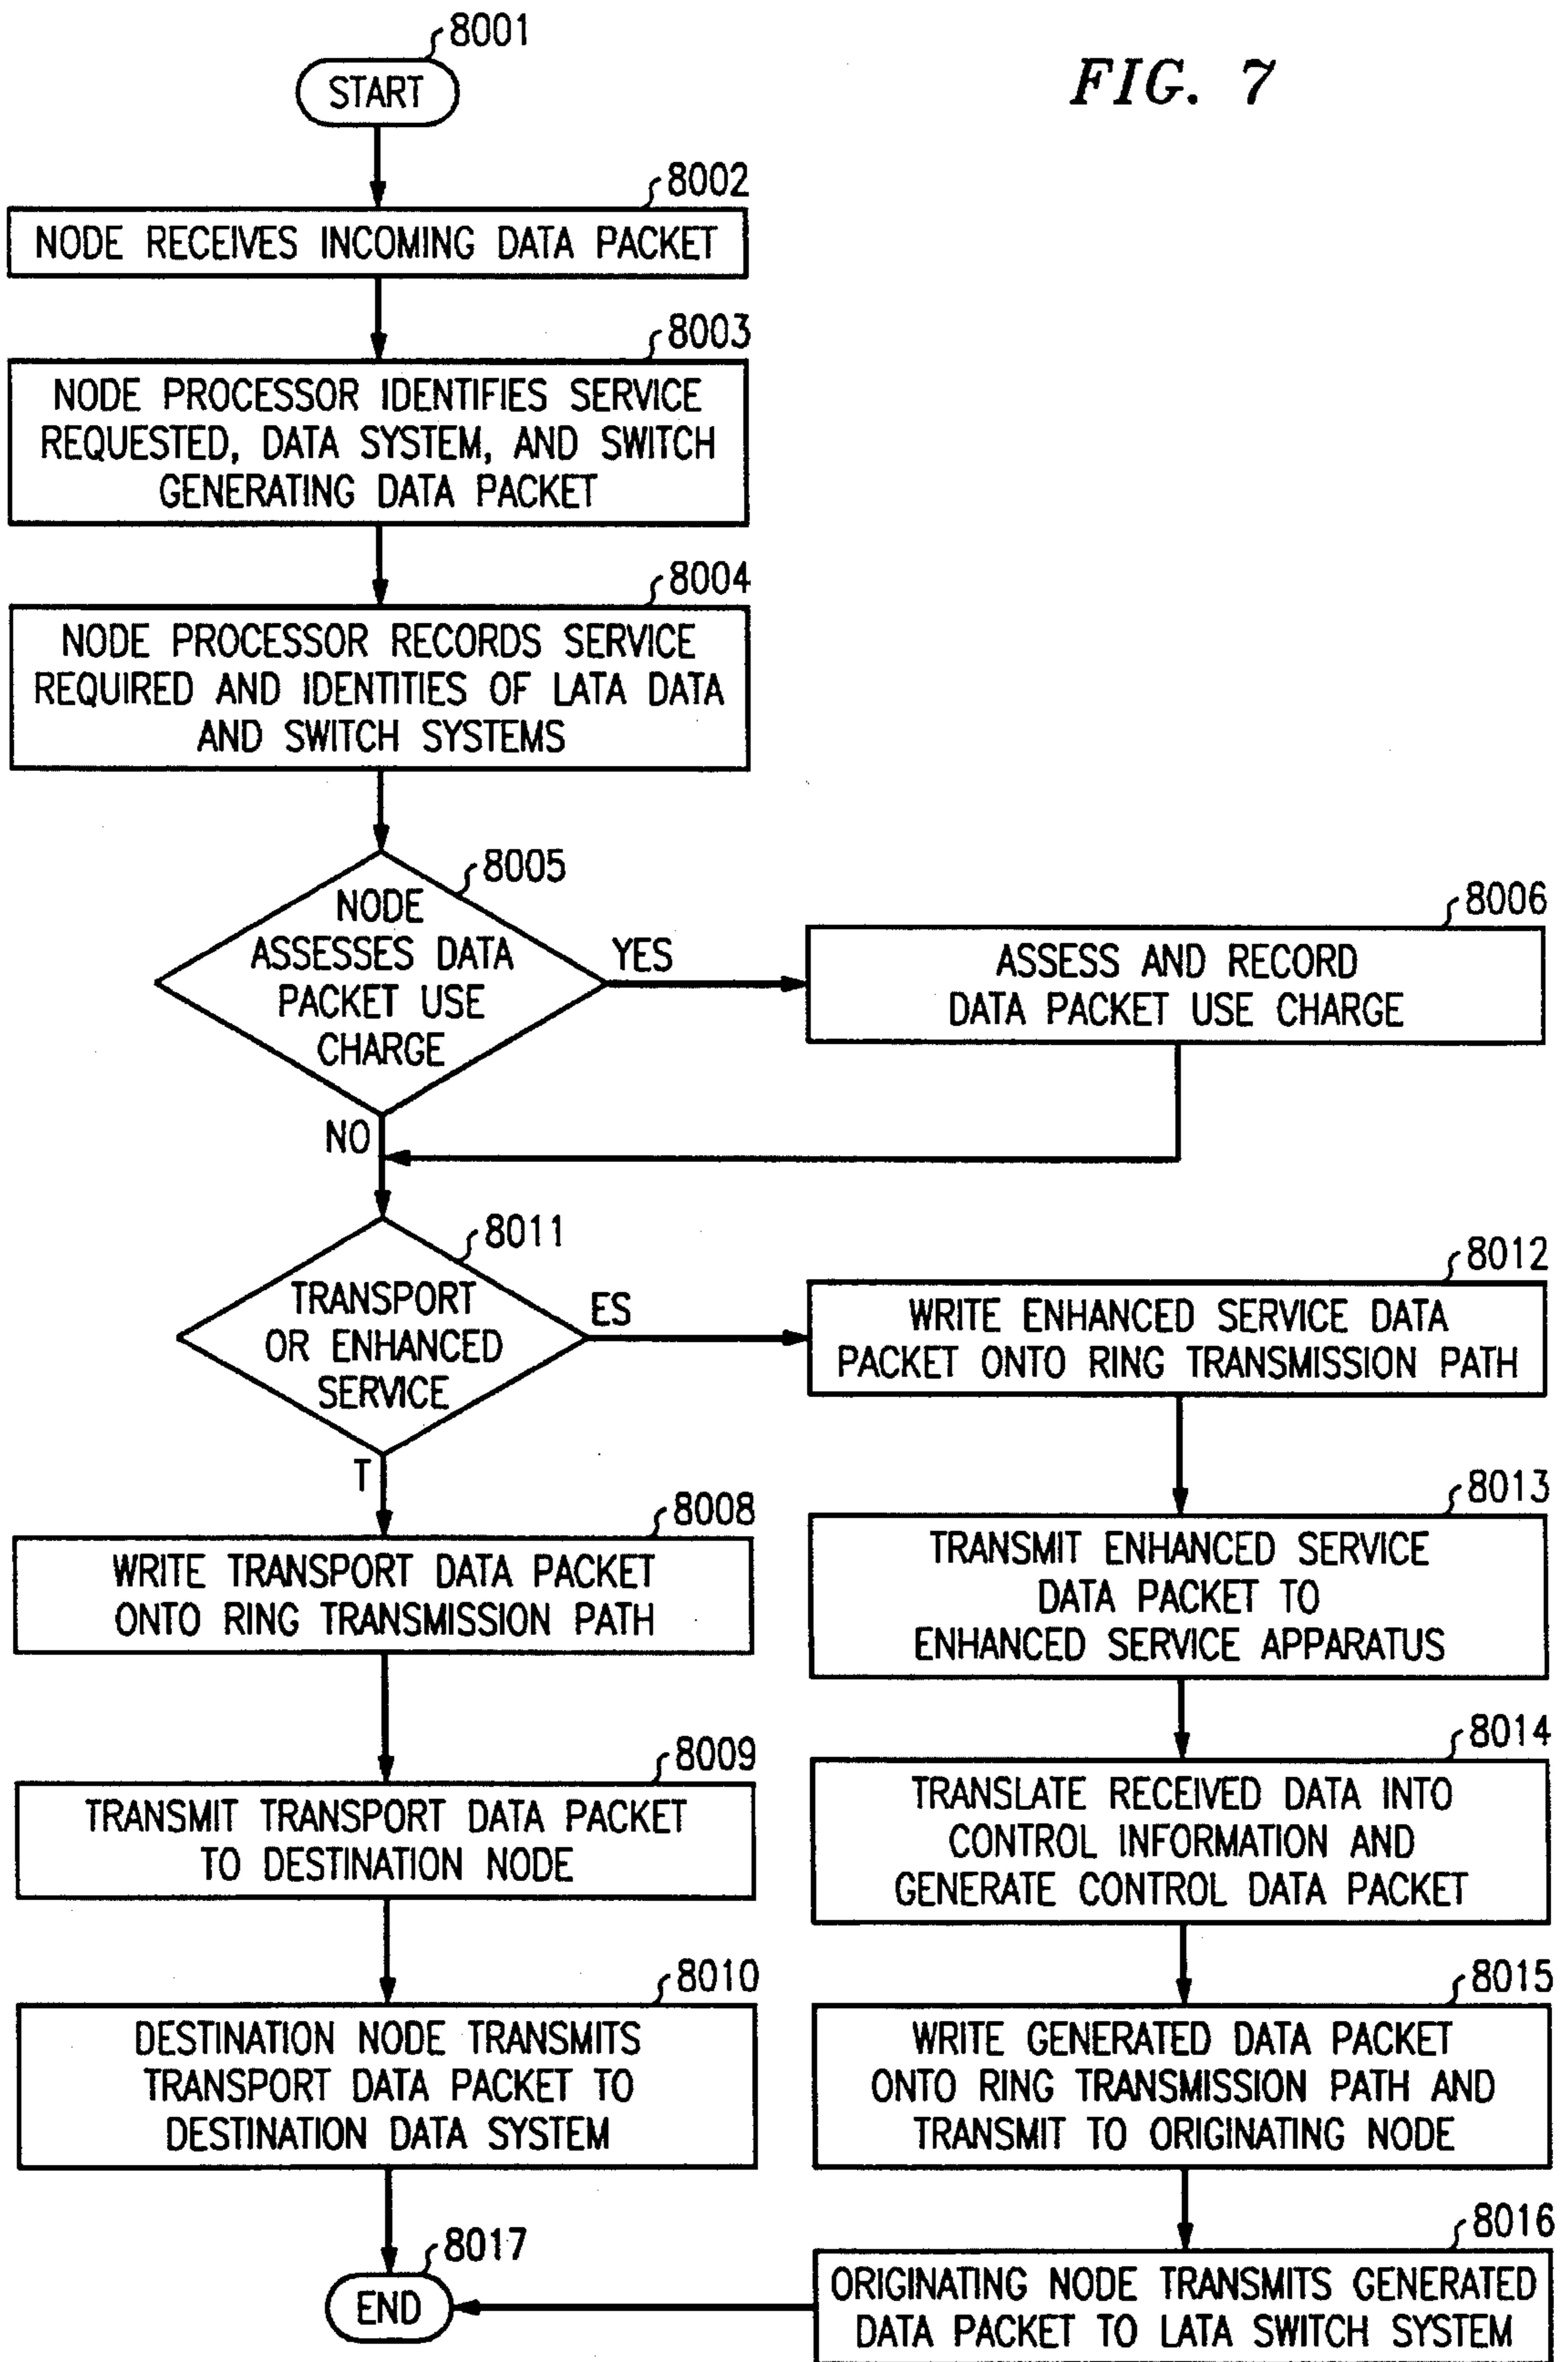 8001
FIG. 7
START
8002
NODE RECEIVES INCOMING DATA PACKET
8003
NODE PROCESSOR IDENTIFIES SERVICE
REQUESTED, DATA SYSTEM, AND SWITCH
GENERATING DATA PACKET
8004
NODE PROCESSOR RECORDS SERVICE
REQUIRED AND IDENTITIES OF LATA DATA
AND SWITCH SYSTEMS
8005
NODE
ASSESSES DATA
PACKET USE
CHARGE
YES
8006
ASSESS AND RECORD
DATA PACKET USE CHARGE
NO
8011
TRANSPORT
OR ENHANCED
SERVICE
ES
8012
WRITE ENHANCED SERVICE DATA
PACKET ONTO RING TRANSMISSION PATH
T
8008
WRITE TRANSPORT DATA PACKET
ONTO RING TRANSMISSION PATH
8013
TRANSMIT ENHANCED SERVICE
DATA PACKET TO
ENHANCED SERVICE APPARATUS
8009
TRANSMIT TRANSPORT DATA PACKET
TO DESTINATION NODE
8014
TRANSLATE RECEIVED DATA INTO
CONTROL INFORMATION AND
GENERATE CONTROL DATA PACKET
8010
DESTINATION NODE TRANSMITS
TRANSPORT DATA PACKET TO
DESTINATION DATA SYSTEM
8015
WRITE GENERATED DATA PACKET
ONTO RING TRANSMISSION PATH AND
TRANSMIT TO ORIGINATING NODE
8017
END
8016
ORIGINATING NODE TRANSMITS GENERATED
DATA PACKET TO LATA SWITCH SYSTEM